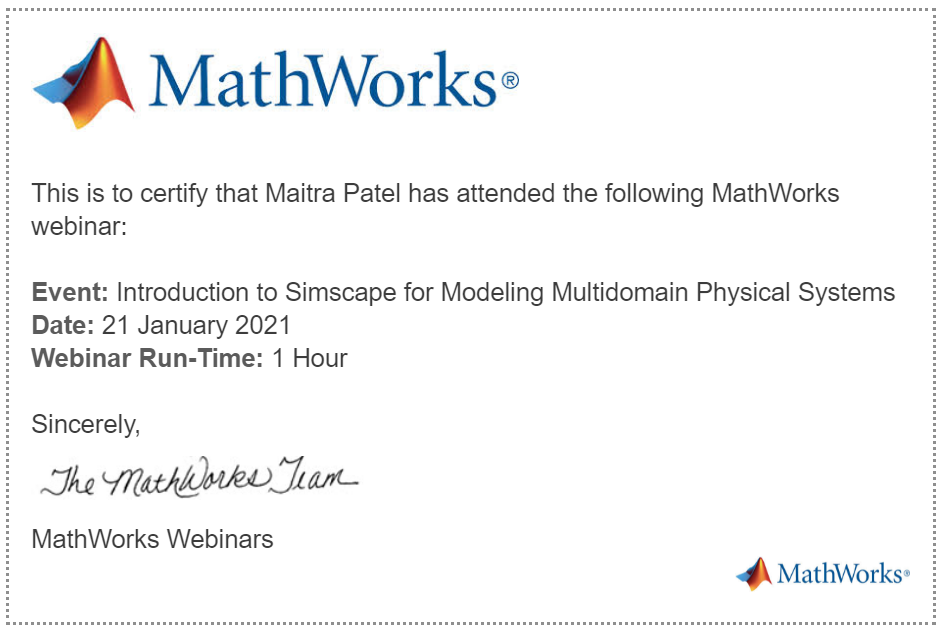 MathWorks®
This is to certify that Maitra Patel has attended the following MathWorks
webinar:
Event: Introduction to Simscape for Modeling Multidomain Physical Systems
Date: 21 January 2021
Webinar Run-Time: 1 Hour
Sincerely,
The MathWorks Team
MathWorks Webinars
MathWorks®